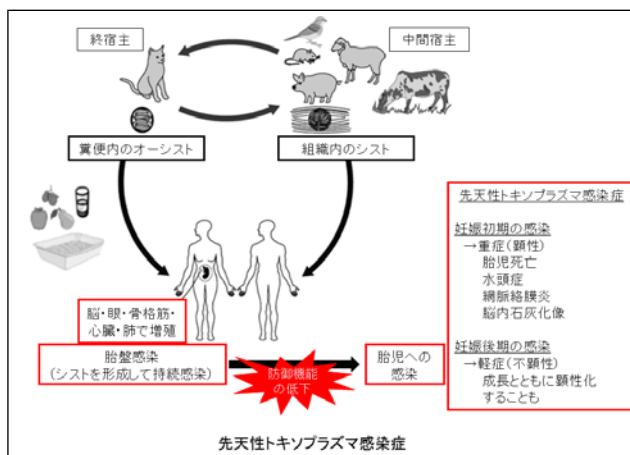 終宿主
中間宿主
糞便内のオーシスト
組織内のシスト
脳・眼・骨格筋・
心臓・肺で増殖
胎盤感染
(シストを形成して持続感染)
防御機能
の低下
胎児への
感染
先天性トキソプラズマ感染症
妊娠初期の感染
→重症(顕性)
胎児死亡
水頭症
網脈絡膜炎
脳内石灰化像
妊娠後期の感染
→軽症(不顕性)
成長とともに顕性化
することも
先天性トキソプラズマ感染症